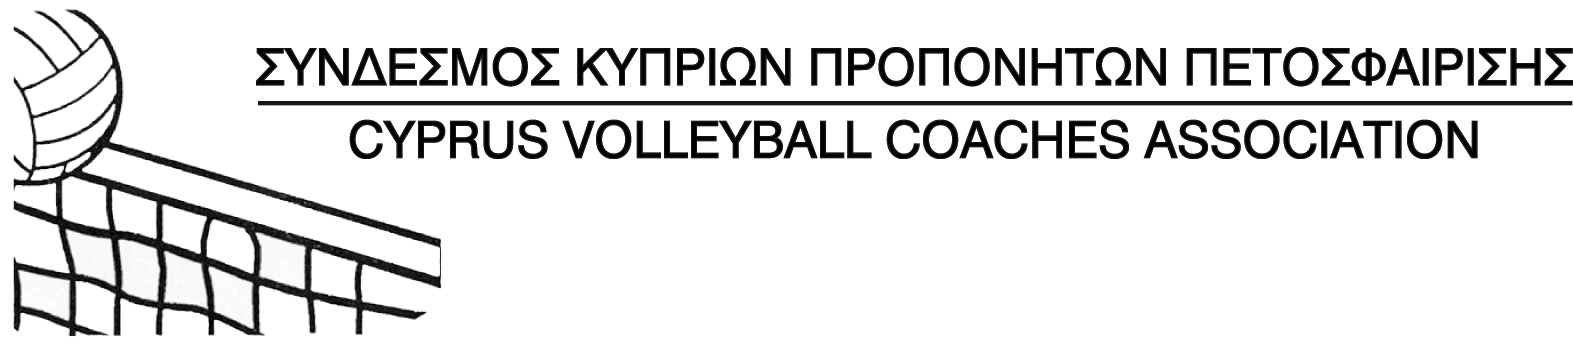 ΣΥΝΔΕΣΜΟΣ ΚΥΠΡΙΩΝ ΠΡΟΠΟΝΗΤΩΝ ΠΕΤΟΣΦΑΙΡΙΣΗΣ
CYPRUS VOLLEYBALL COACHES ASSOCIATION